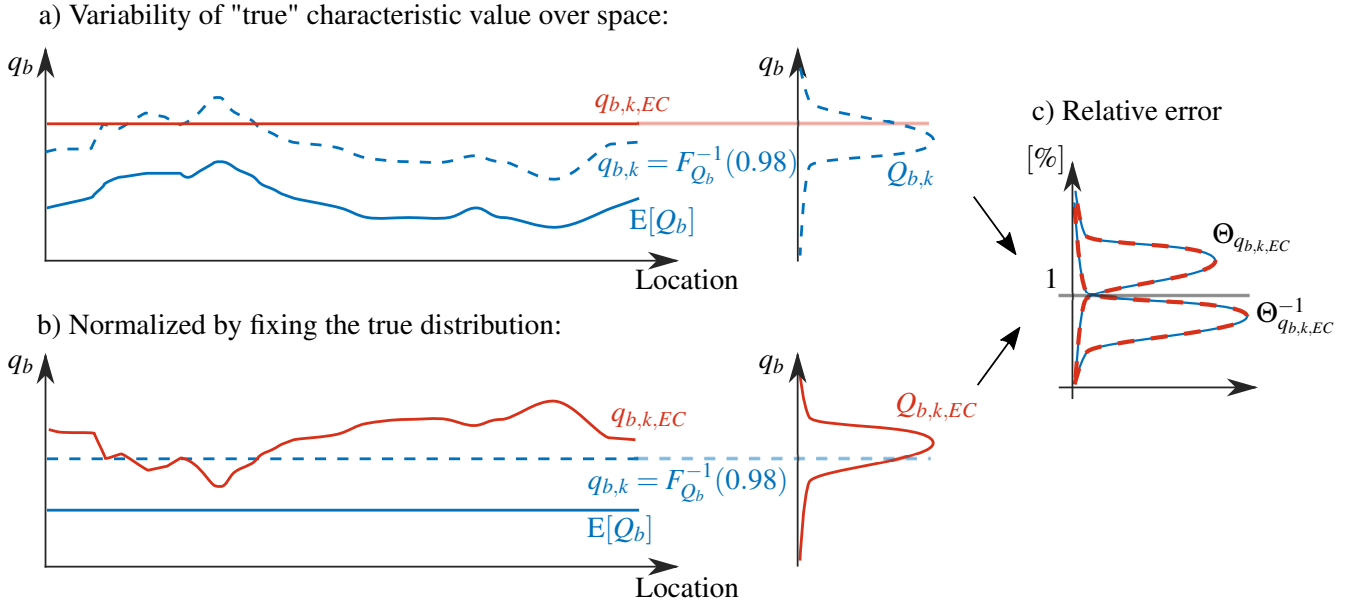 a) Variability of "true" characteristic value over space:
q_b
q_{b,k,EC}
q_{b,k} = F_{Q_b}^{-1}(0.98)
E[Q_b]
Location
q_b
Q_{b,k}
b) Normalized by fixing the true distribution:
q_b
q_{b,k,EC}
q_{b,k} = F_{Q_b}^{-1}(0.98)
E[Q_b]
Location
q_b
Q_{b,k,EC}
c) Relative error
[%]
Θ_{q_{b,k,EC}}
1
Θ_{q_{b,k,EC}}^{-1}